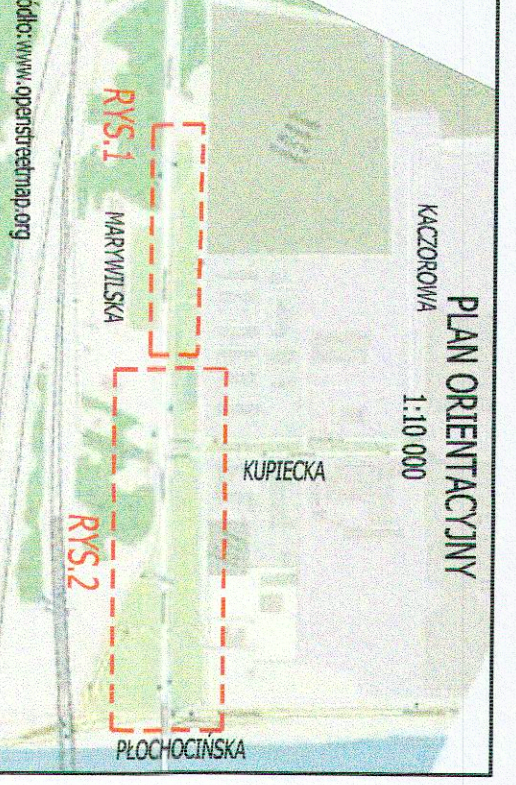 PLAN ORIENTACYJNY
1:10 000
KACZOROWA
KUPIECKA
MARYWILSKA
RYS.1
RYS.2
PŁOCHOCIŃSKA
ódło: www.openstreetmap.org